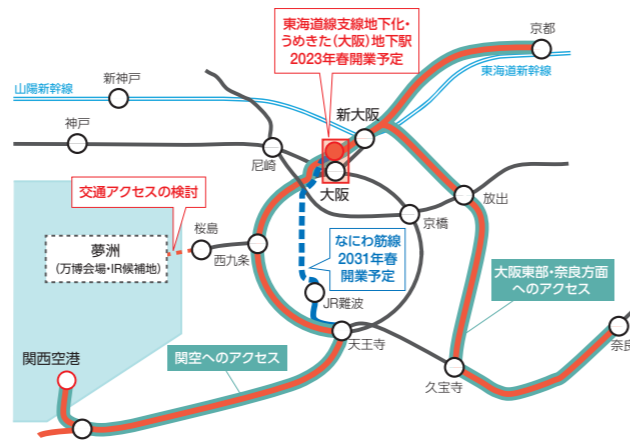 東海道線支線地下化・
うめきた(大阪)地下駅
2023年春開業予定
京都
東海道新幹線
山陽新幹線
新神戸
新大阪
神戸
尼崎
大阪
交通アクセスの検討
放出
京橋
桜島
西九条
夢洲
(万博会場・IR候補地)
なにわ筋線
2031年春
開業予定
大阪東部・奈良方面
へのアクセス
JR難波
天王寺
奈良
関西空港
関空へのアクセス
久宝寺